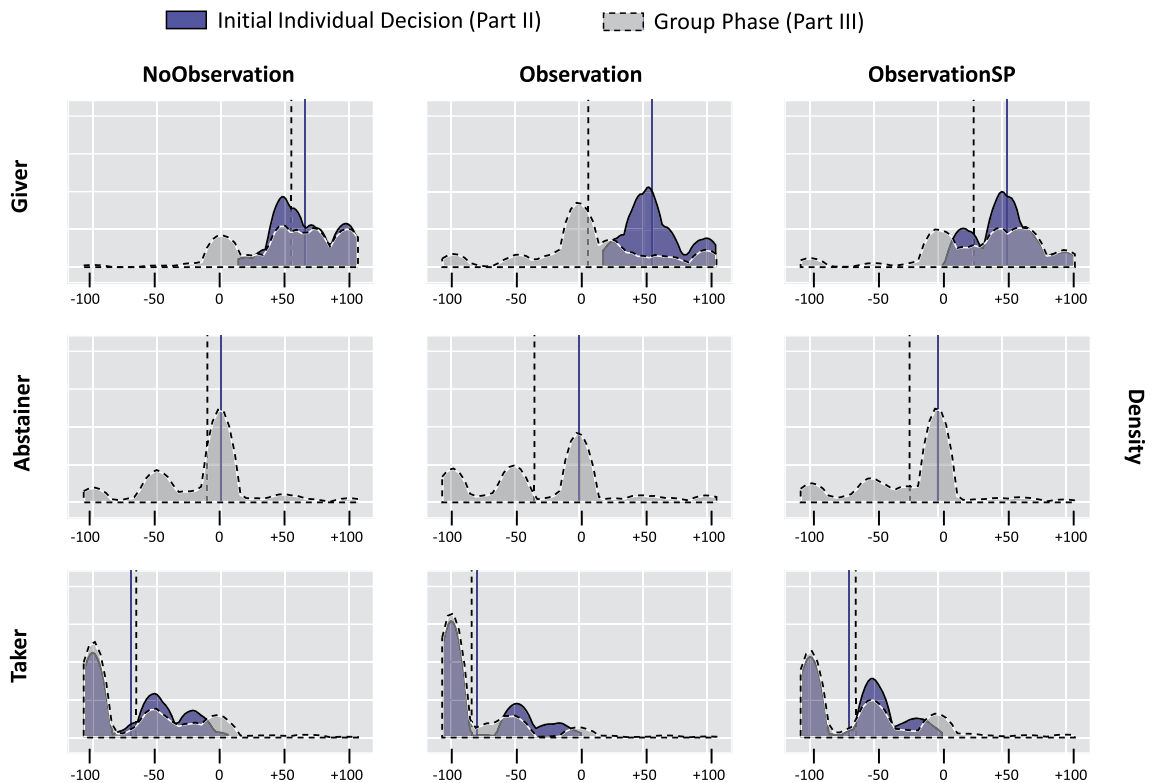 Initial Individual Decision (Part II) Group Phase (Part III)
NoObservation Observation ObservationSP
Giver
-100 -50 0 +50 +100 -100 -50 0 +50 +100 -100 -50 0 +50 +100
Abstainer
Density
-100 -50 0 +50 +100 -100 -50 0 +50 +100 -100 -50 0 +50 +100
Taker
-100 -50 0 +50 +100 -100 -50 0 +50 +100 -100 -50 0 +50 +100